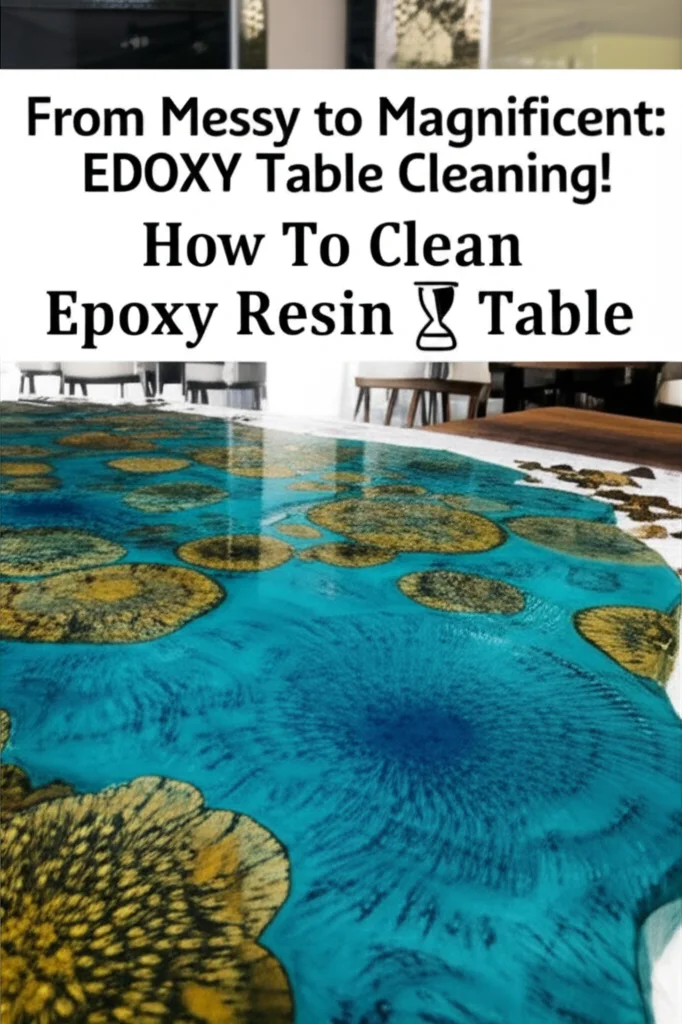 From Messy to Magnificent:
EDOXY Table Cleaning!
How To Clean
Epoxy Resin ⏳ Table